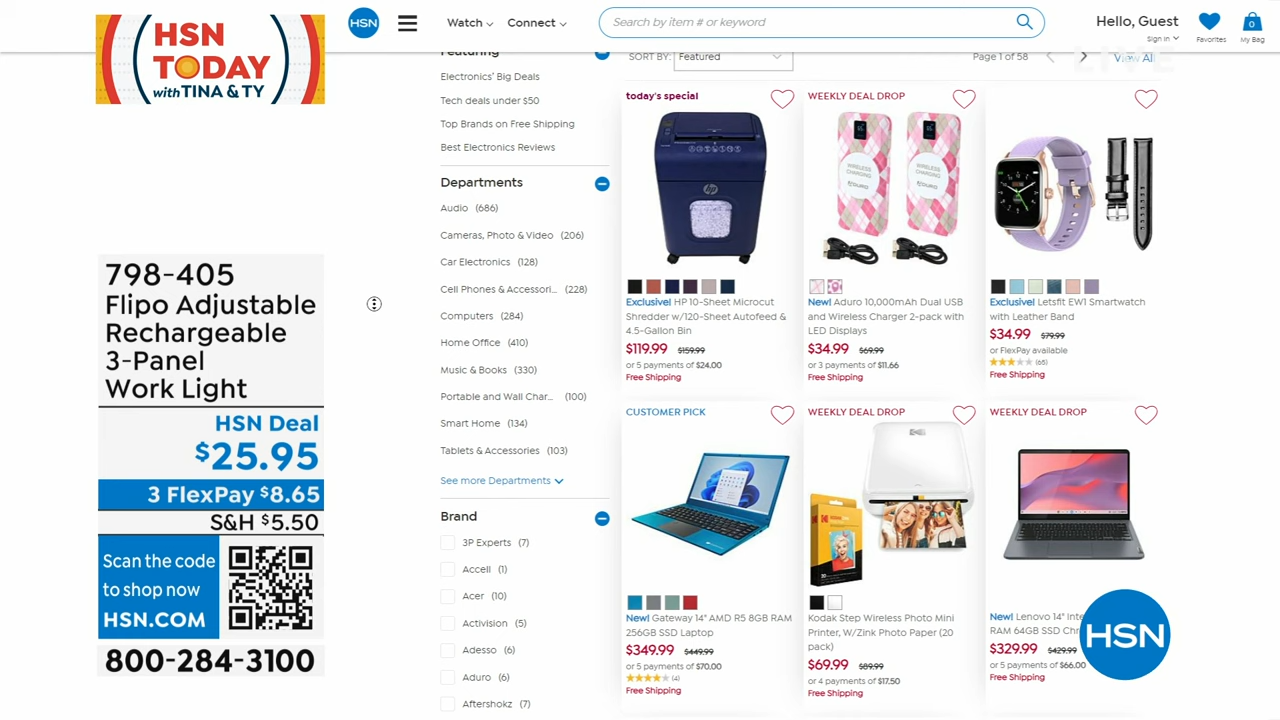 HSN
TODAY
with TINA & TY
HSN
Watch
Connect
Search by item # or keyword
Hello, Guest
Sign In
Favorites
0
My Bag
LIVE
798-405
Flipo Adjustable
Rechargeable
3-Panel
Work Light
HSN Deal
$25.95
3 FlexPay $8.65
S&H $5.50
Scan the code
to shop now
HSN.COM
800-284-3100
Featuring
Electronics' Big Deals
Tech deals under $50
Top Brands on Free Shipping
Best Electronics Reviews
Departments
Audio (686)
Cameras, Photo & Video (206)
Car Electronics (128)
Cell Phones & Accessori... (228)
Computers (284)
Home Office (410)
Music & Books (330)
Portable and Wall Char... (100)
Smart Home (134)
Tablets & Accessories (103)
See more Departments
Brand
3P Experts (7)
Accell (1)
Acer (10)
Activision (5)
Adesso (6)
Aduro (6)
Aftershokz (7)
SORT BY: Featured
Page 1 of 58
View All
today's special
hp
Exclusive! HP 10-Sheet Microcut
Shredder w/120-Sheet Autofeed &
4.5-Gallon Bin
$119.99 $159.99
or 5 payments of $24.00
Free Shipping
WEEKLY DEAL DROP
WIRELESS
CHARGING
ADURO
WIRELESS
CHARGING
New! Aduro 10,000mAh Dual USB
and Wireless Charger 2-pack with
LED Displays
$34.99 $69.99
or 3 payments of $11.66
Free Shipping
Exclusive! Letsfit EW1 Smartwatch
with Leather Band
$34.99 $79.99
or FlexPay available
(65)
Free Shipping
CUSTOMER PICK
New! Gateway 14" AMD R5 8GB RAM
256GB SSD Laptop
$349.99 $449.99
or 5 payments of $70.00
(4)
Free Shipping
WEEKLY DEAL DROP
KODAK
Kodak Step Wireless Photo Mini
Printer, W/Zink Photo Paper (20
pack)
$69.99 $89.99
or 4 payments of $17.50
Free Shipping
WEEKLY DEAL DROP
New! Lenovo 14" Inte
RAM 64GB SSD Chr
$329.99 $429.99
or 5 payments of $66.00
Free Shipping
HSN